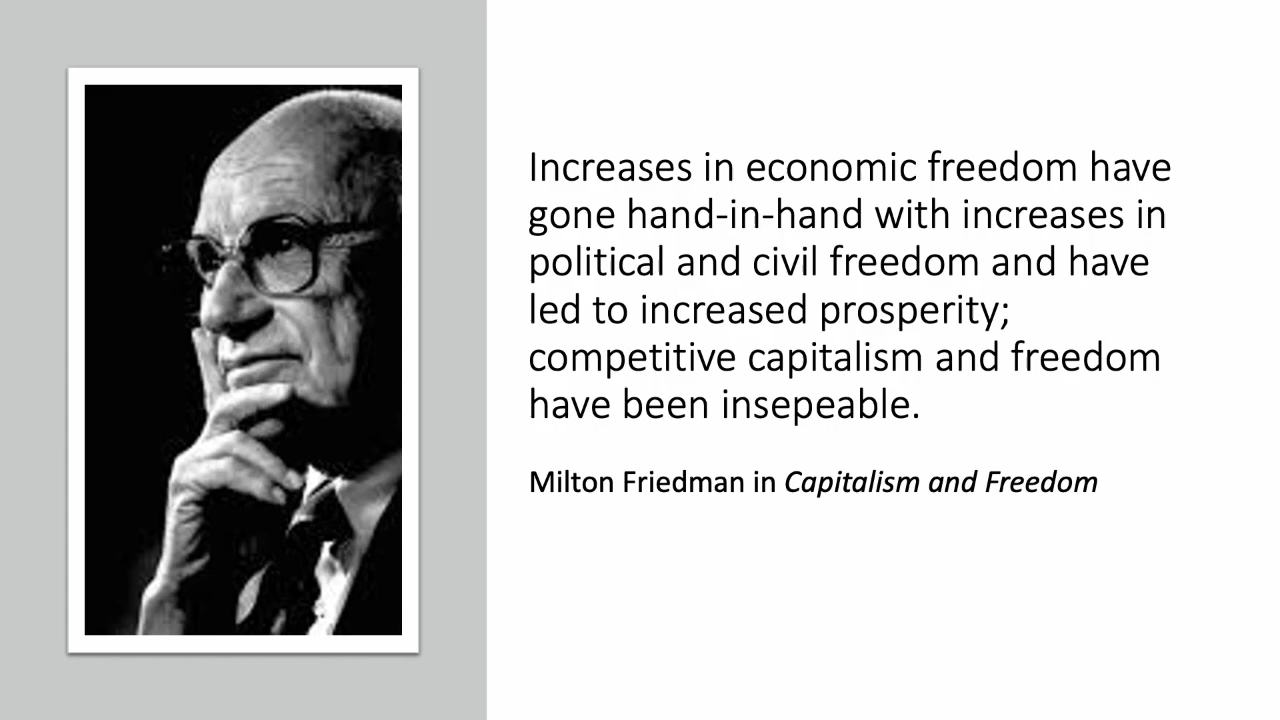 Increases in economic freedom have
gone hand-in-hand with increases in
political and civil freedom and have
led to increased prosperity;
competitive capitalism and freedom
have been insepeable.
Milton Friedman in Capitalism and Freedom